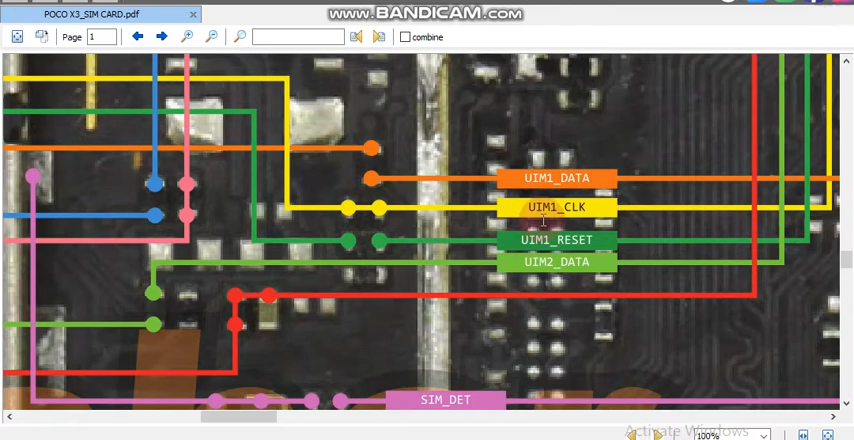 POCO X3_SIM CARD.pdf
www.BANDICAM.com
Page 1
combine
UIM1_DATA
UIM1_CLK
UIM1_RESET
UIM2_DATA
SIM_DET
Activate Windows
100%